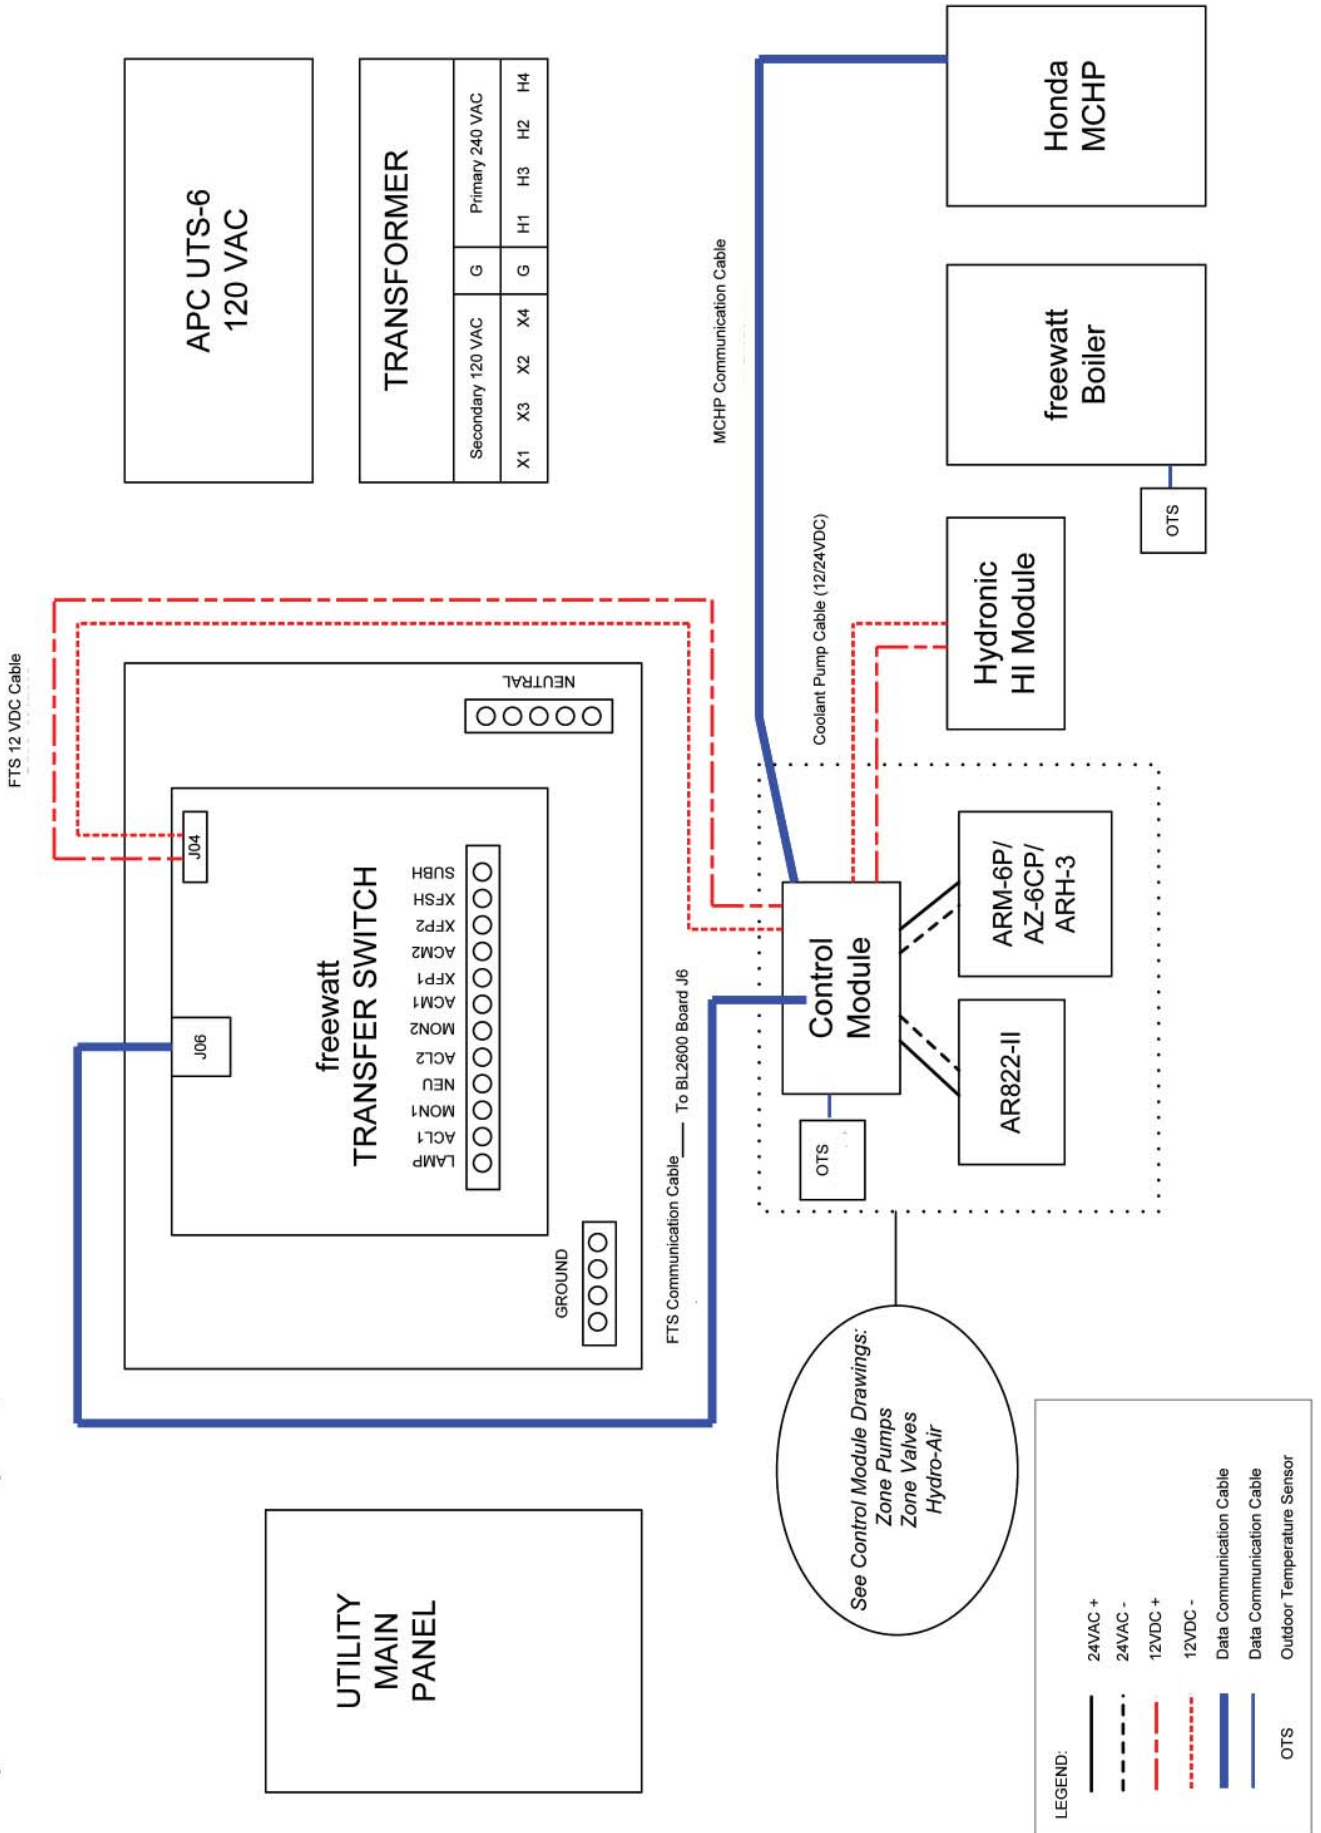 UTILITY
MAIN
PANEL
FTS 12 VDC Cable
J06
J04
freewatt
TRANSFER SWITCH
LAMP
ACL1
MON1
NEU
ACL2
MON2
ACM1
XFP1
ACM2
XFP2
XFSH
SUBH
GROUND
NEUTRAL
APC UTS-6
120 VAC
TRANSFORMER
Secondary 120 VAC G Primary 240 VAC
X1 X3 X2 X4 G H1 H3 H2 H4
FTS Communication Cable To BL2600 Board J6
MCHP Communication Cable
Coolant Pump Cable (12/24VDC)
See Control Module Drawings:
Zone Pumps
Zone Valves
Hydro-Air
OTS
Control
Module
AR822-II
ARM-6P/
AZ-6CP/
ARH-3
Hydronic
HI Module
OTS
freewatt
Boiler
Honda
MCHP
LEGEND:
24VAC +
24VAC -
12VDC +
12VDC -
Data Communication Cable
Data Communication Cable
OTS Outdoor Temperature Sensor